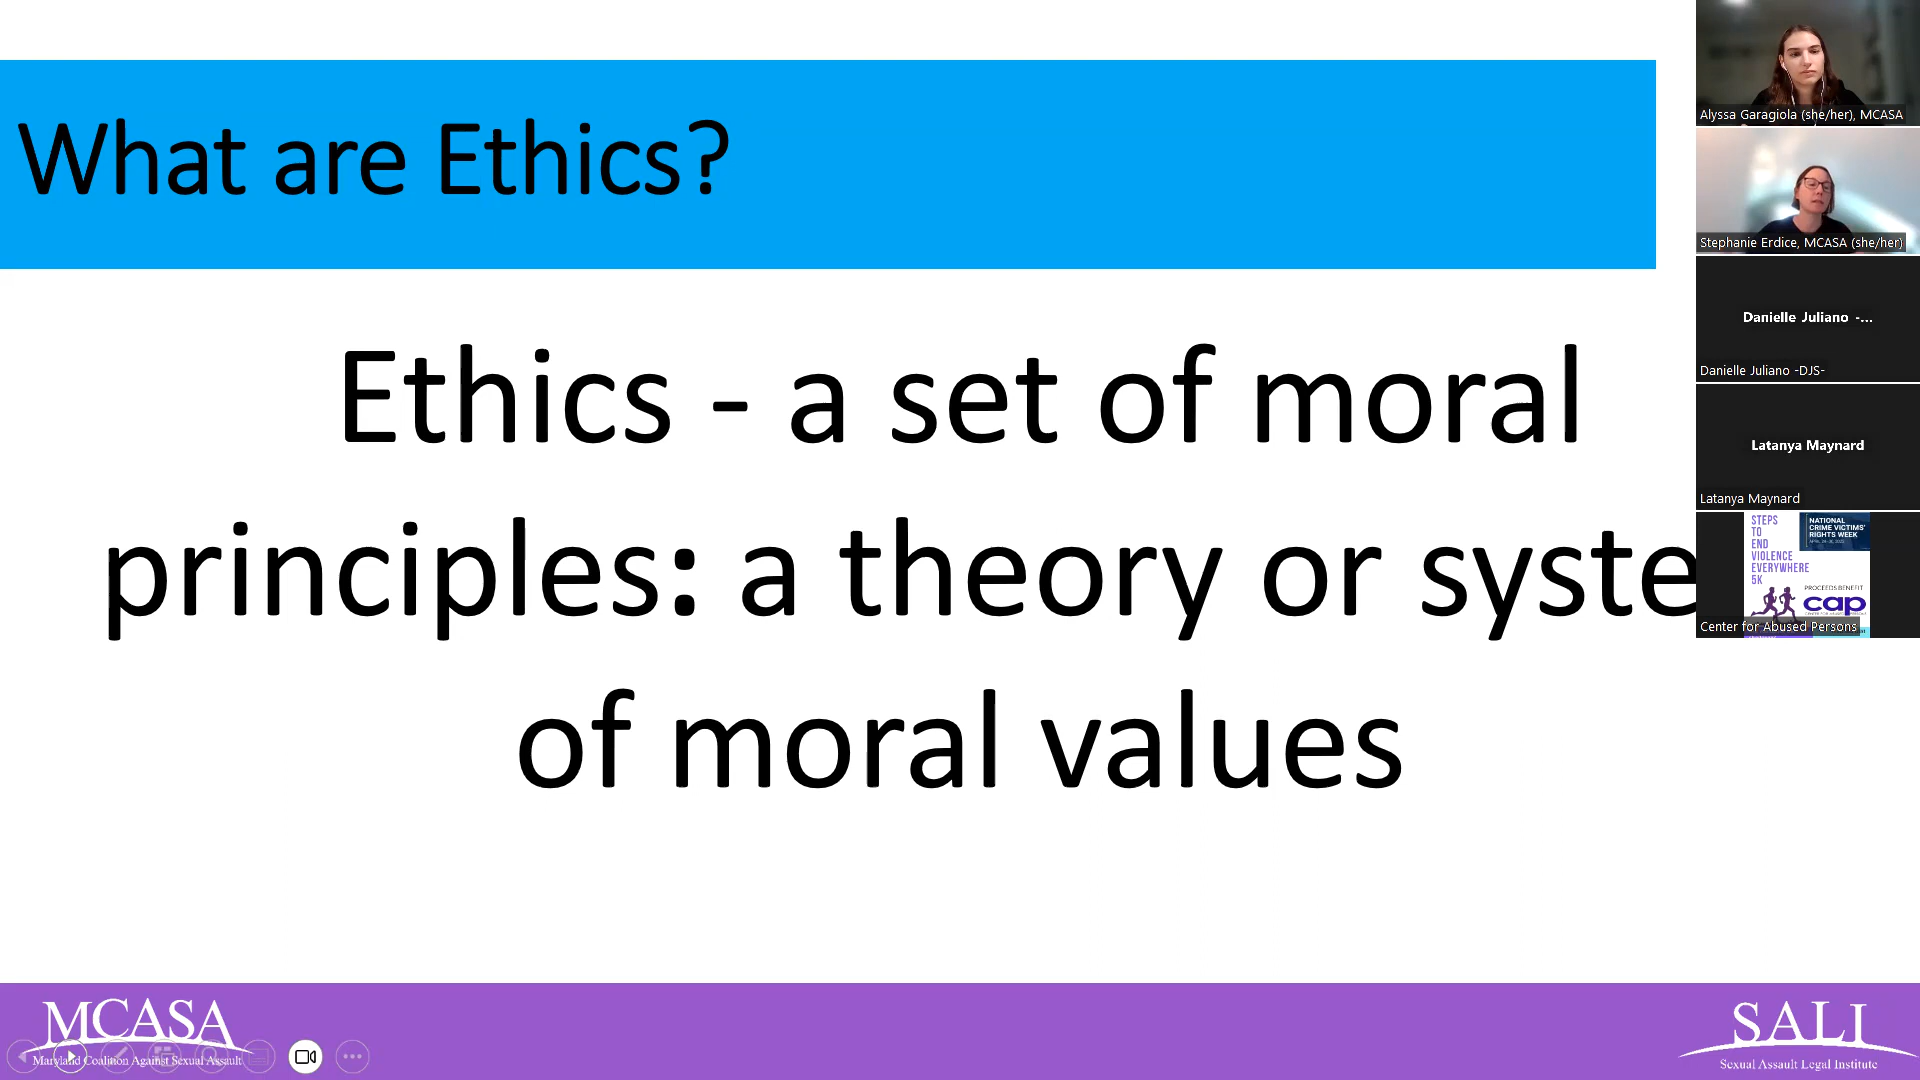 What are Ethics?
Ethics - a set of moral
principles: a theory or syste
of moral values
Alyssa Garagiola (she/her), MCASA
Stephanie Erdice, MCASA (she/her)
Danielle Juliano -...
Danielle Juliano -DJS-
Latanya Maynard
Latanya Maynard
STEPS
TO
END
VIOLENCE
EVERYWHERE
5K
NATIONAL
CRIME VICTIMS'
RIGHTS WEEK
PROCEEDS BENEFIT
cap
Center for Abused Persons
MCASA
Maryland Coalition Against Sexual Assault
SALI
Sexual Assault Legal Institute